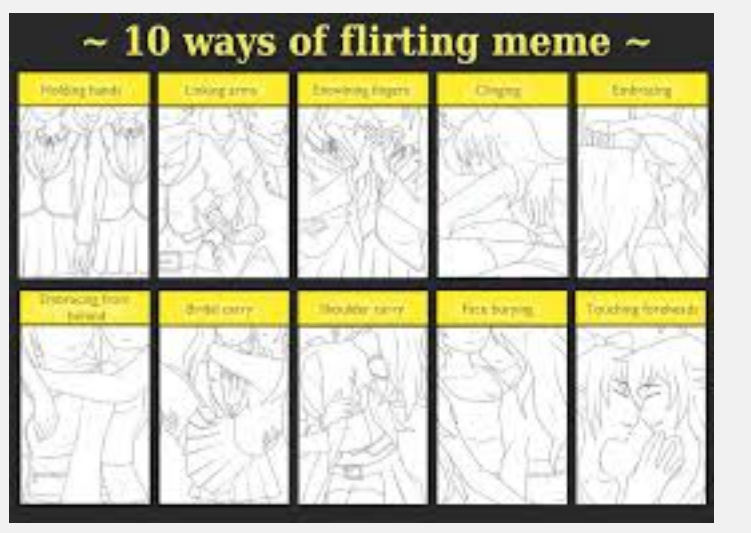 ~ 10 ways of flirting meme ~
Holding hands
Linking arms
Entwining fingers
Clinging
Embracing
Embracing from
behind
Bridal carry
Shoulder carry
Face burying
Touching foreheads